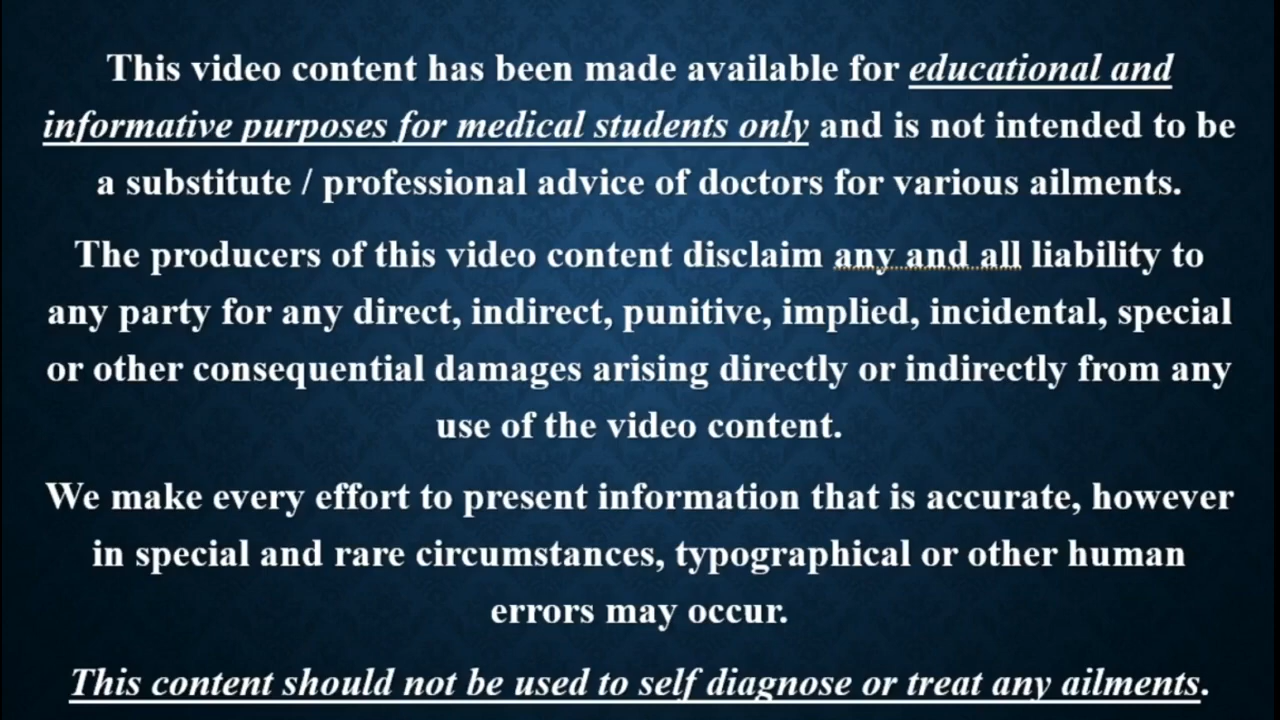 This video content has been made available for educational and
informative purposes for medical students only and is not intended to be
a substitute / professional advice of doctors for various ailments.
The producers of this video content disclaim any and all liability to
any party for any direct, indirect, punitive, implied, incidental, special
or other consequential damages arising directly or indirectly from any
use of the video content.
We make every effort to present information that is accurate, however
in special and rare circumstances, typographical or other human
errors may occur.
This content should not be used to self diagnose or treat any ailments.